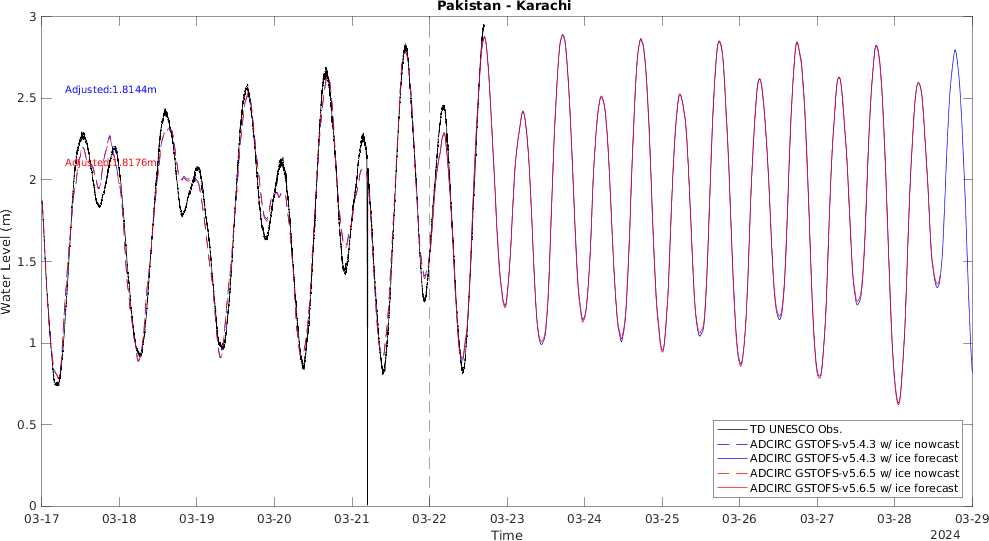 Pakistan - Karachi
3
2.5
2
1.5
1
0.5
0
Water Level (m)
Adjusted:1.8144m
Adjusted:1.8176m
TD UNESCO Obs.
ADCIRC GSTOFS-v5.4.3 w/ ice nowcast
ADCIRC GSTOFS-v5.4.3 w/ ice forecast
ADCIRC GSTOFS-v5.6.5 w/ ice nowcast
ADCIRC GSTOFS-v5.6.5 w/ ice forecast
03-17 03-18 03-19 03-20 03-21 03-22 03-23 03-24 03-25 03-26 03-27 03-28 03-29
Time
2024